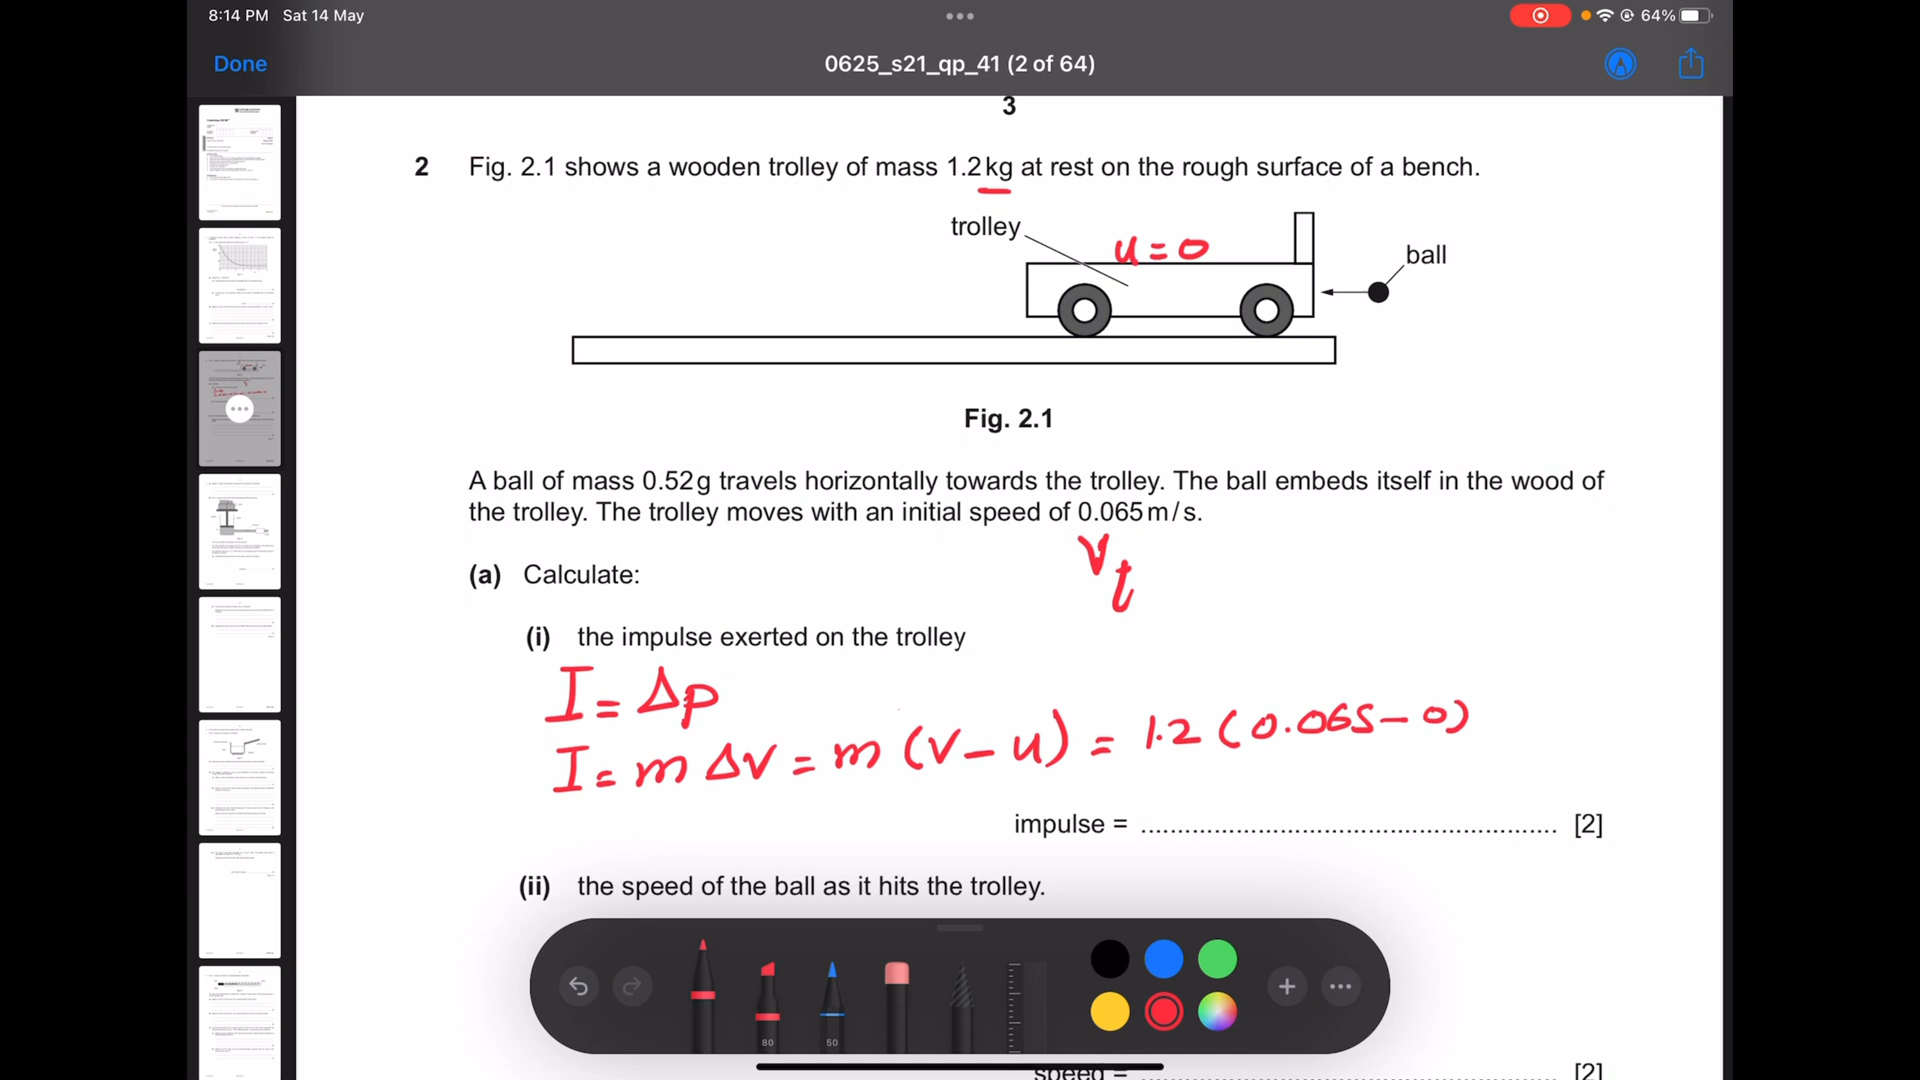 8:14 PM Sat 14 May
64%
Done
0625_s21_qp_41 (2 of 64)
3
2 Fig. 2.1 shows a wooden trolley of mass 1.2 kg at rest on the rough surface of a bench.
trolley
u = 0
ball
Fig. 2.1
A ball of mass 0.52 g travels horizontally towards the trolley. The ball embeds itself in the wood of
the trolley. The trolley moves with an initial speed of 0.065 m / s.
v
t
(a) Calculate:
(i) the impulse exerted on the trolley
I = Δp
I = m Δv = m (v - u) = 1.2 (0.065 - 0)
impulse = ........................................................ [2]
(ii) the speed of the ball as it hits the trolley.
80
50
speed = ........................................................ [2]